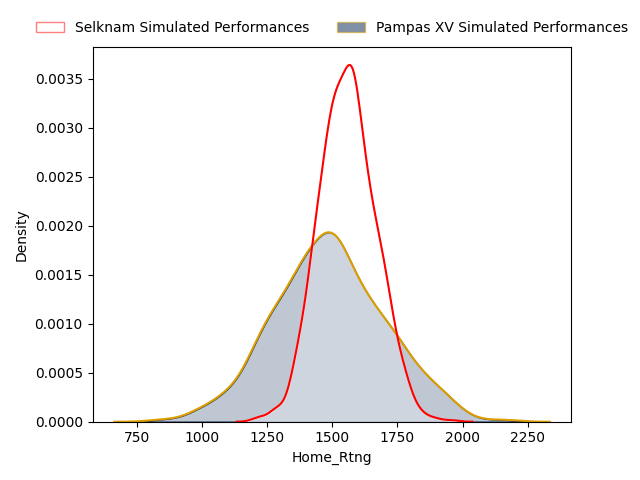 Selknam Simulated Performances
Pampas XV Simulated Performances
0.0035
0.0030
0.0025
0.0020
0.0015
0.0010
0.0005
0.0000
Density
750 1000 1250 1500 1750 2000 2250
Home_Rtng